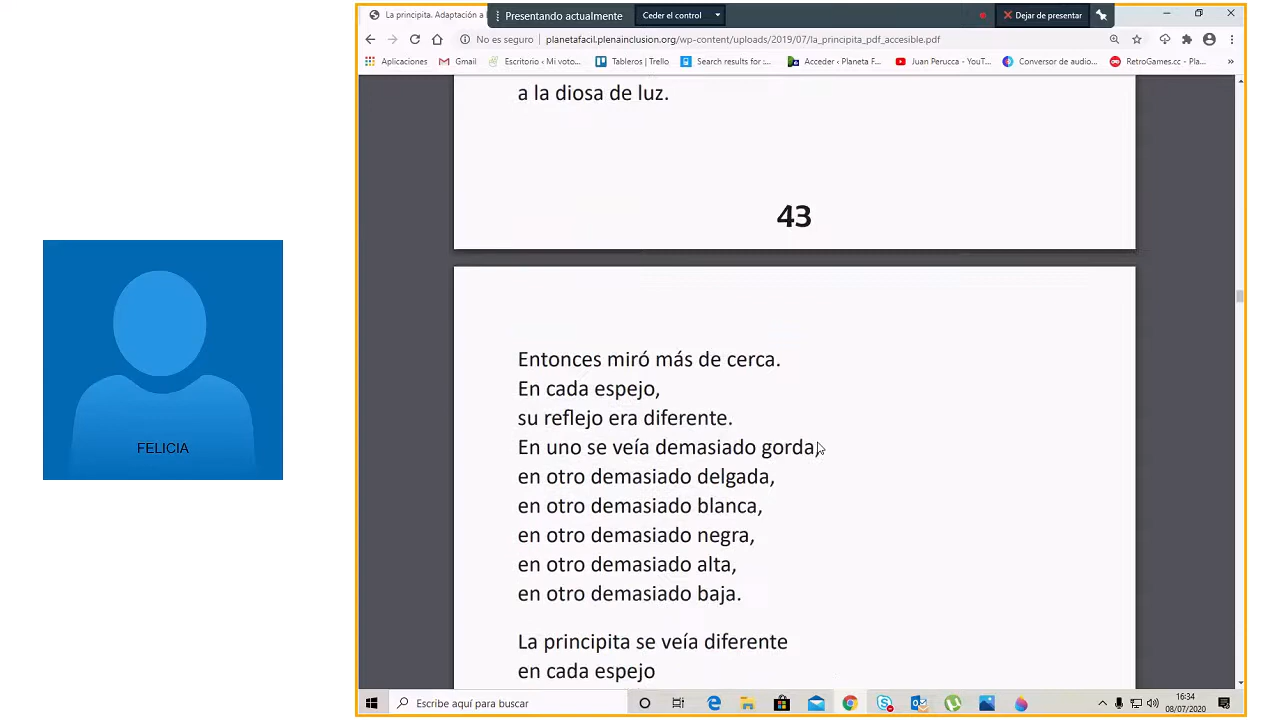 La principita. Adaptación a
Presentando actualmente
Ceder el control
Dejar de presentar
No es seguro
planetafacil.plenainclusion.org/wp-content/uploads/2019/07/la_principita_pdf_accesible.pdf
Aplicaciones
Gmail
Escritorio ‹ Mi voto...
Tableros | Trello
Search results for :...
Acceder ‹ Planeta F...
Juan Perucca - YouT...
Conversor de audio...
RetroGames.cc - Pla...
»
a la diosa de luz.
43
Entonces miró más de cerca.
En cada espejo,
su reflejo era diferente.
En uno se veía demasiado gorda,
en otro demasiado delgada,
en otro demasiado blanca,
en otro demasiado negra,
en otro demasiado alta,
en otro demasiado baja.
La principita se veía diferente
en cada espejo
FELICIA
Escribe aquí para buscar
16:34
08/07/2020